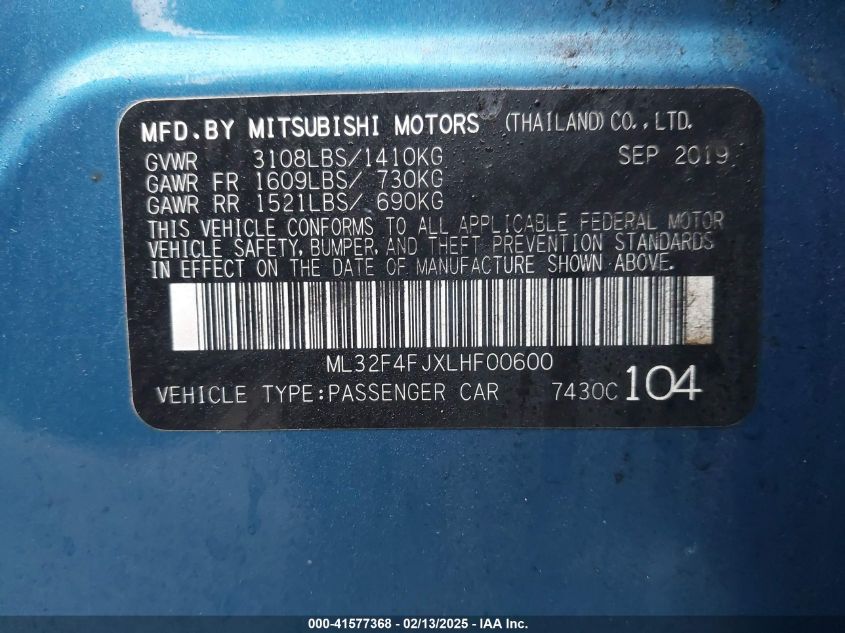 MFD.BY MITSUBISHI MOTORS (THAILAND)CO.,LTD.
GVWR 3108LBS/1410KG SEP 2019
GAWR FR 1609LBS/ 730KG
GAWR RR 1521LBS/ 690KG
THIS VEHICLE CONFORMS TO ALL APPLICABLE FEDERAL MOTOR
VEHICLE SAFETY, BUMPER, AND THEFT PREVENTION STANDARDS
IN EFFECT ON THE DATE OF MANUFACTURE SHOWN ABOVE.
ML32F4FJXLHF00600
VEHICLE TYPE:PASSENGER CAR 7430C 104
000-41577368 - 02/13/2025 - IAA Inc.